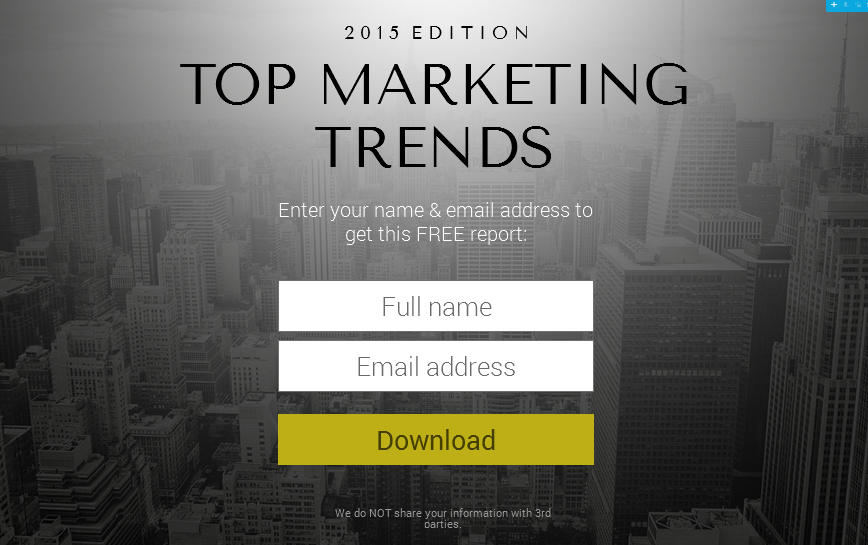 2015 EDITION
TOP MARKETING
TRENDS
Enter your name & email address to
get this FREE report:
Full name
Email address
Download
We do NOT share your information with 3rd
parties.